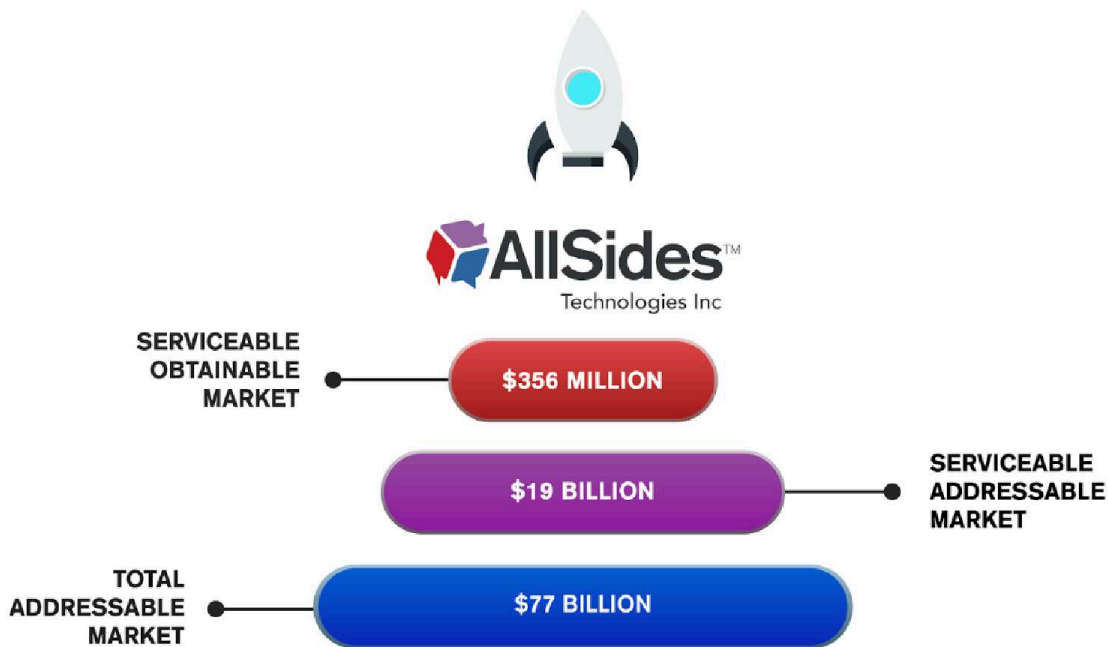 AllSides™
Technologies Inc
SERVICEABLE
OBTAINABLE
MARKET
$356 MILLION
$19 BILLION
SERVICEABLE
ADDRESSABLE
MARKET
TOTAL
ADDRESSABLE
MARKET
$77 BILLION